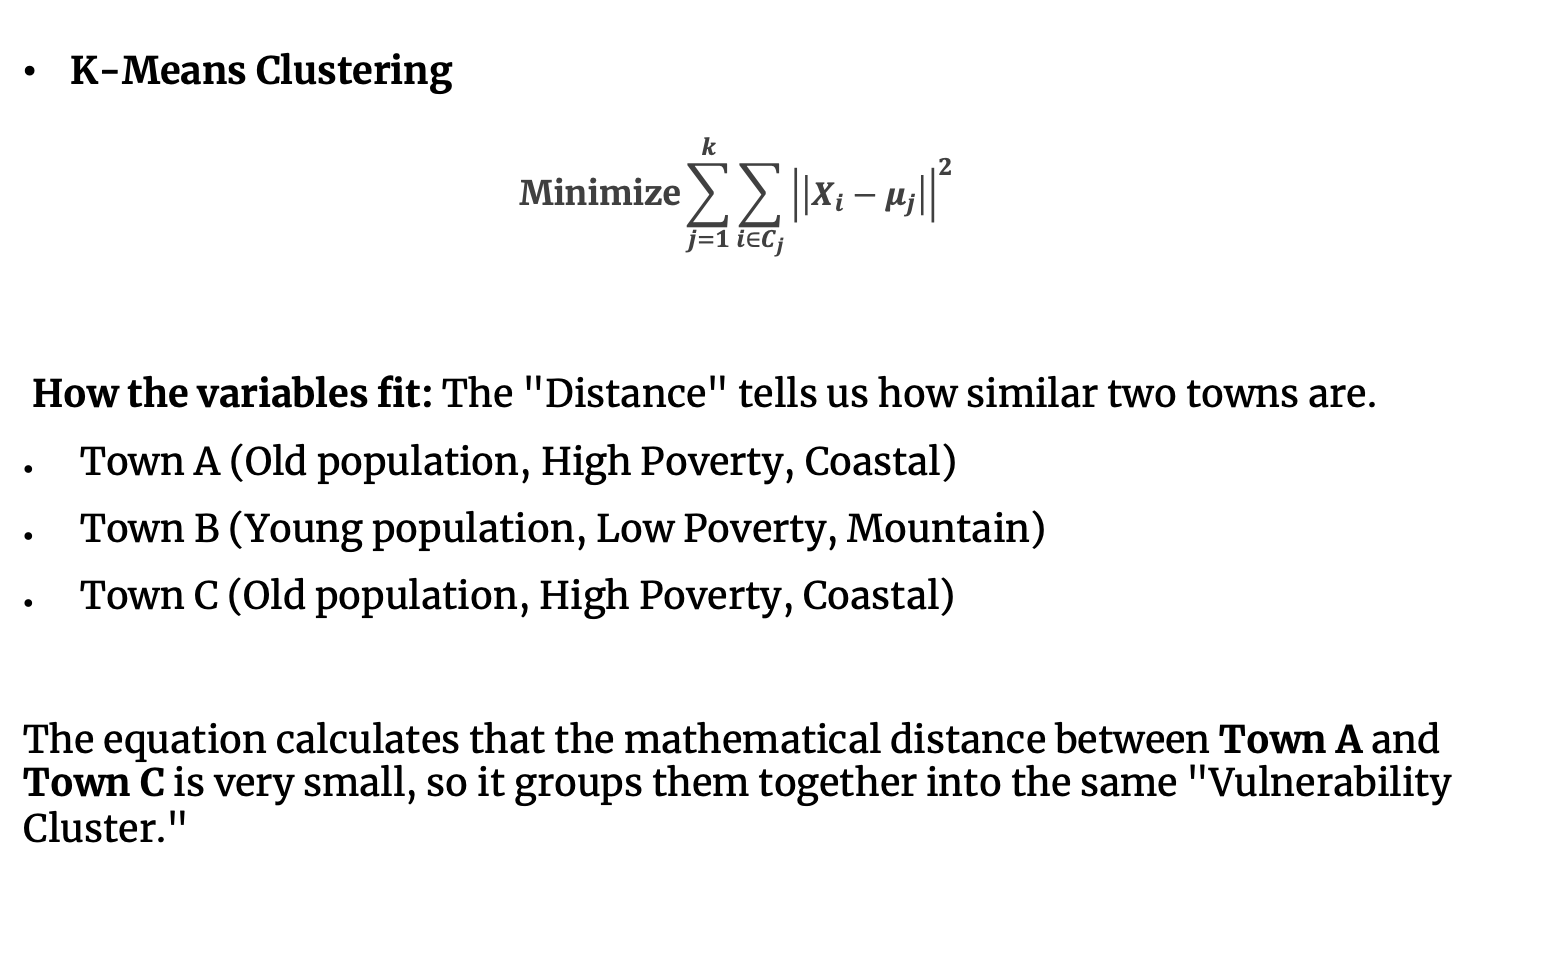 • K-Means Clustering
Minimize \sum_{j=1}^{k} \sum_{i \in C_j} ||X_i − μ_j||^2
How the variables fit: The "Distance" tells us how similar two towns are.
• Town A (Old population, High Poverty, Coastal)
• Town B (Young population, Low Poverty, Mountain)
• Town C (Old population, High Poverty, Coastal)
The equation calculates that the mathematical distance between Town A and
Town C is very small, so it groups them together into the same "Vulnerability
Cluster."